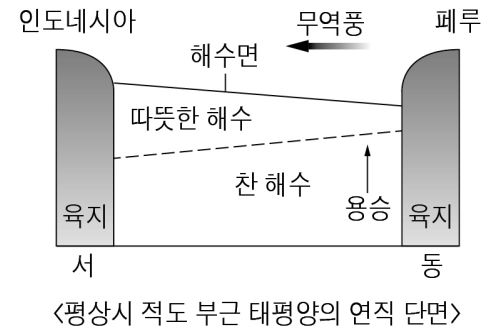 인도네시아 무역풍 페루
해수면
따뜻한 해수
찬 해수
용승
육지 육지
서 동
<평상시 적도 부근 태평양의 연직 단면>